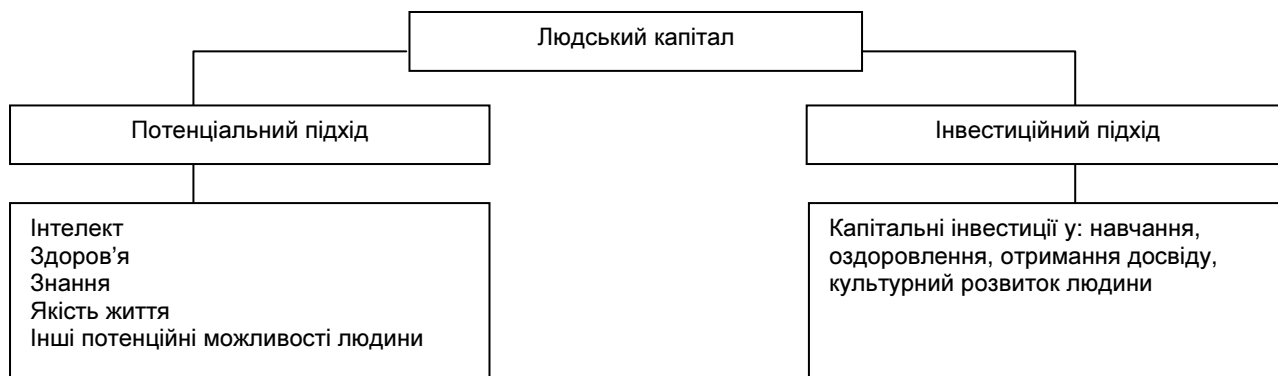 Людський капітал
Потенціальний підхід
Інвестиційний підхід
Інтелект
Здоров’я
Знання
Якість життя
Інші потенційні можливості людини
Капітальні інвестиції у: навчання,
оздоровлення, отримання досвіду,
культурний розвиток людини